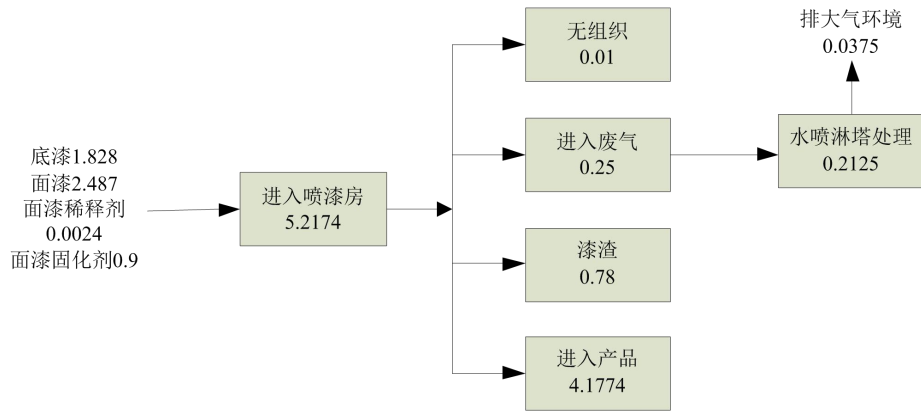 底漆1.828
面漆2.487
面漆稀释剂
0.0024
面漆固化剂0.9
进入喷漆房
5.2174
无组织
0.01
进入废气
0.25
漆渣
0.78
进入产品
4.1774
排大气环境
0.0375
水喷淋塔处理
0.2125